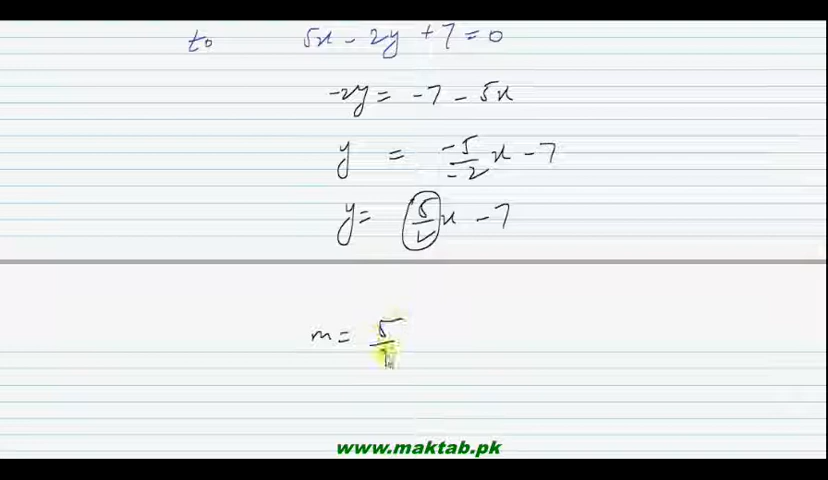 to 5x - 2y + 7 = 0
-2y = -7 - 5x
y = -5/-2 x - 7
y = 5/2 x - 7
m = 5/
www.maktab.pk